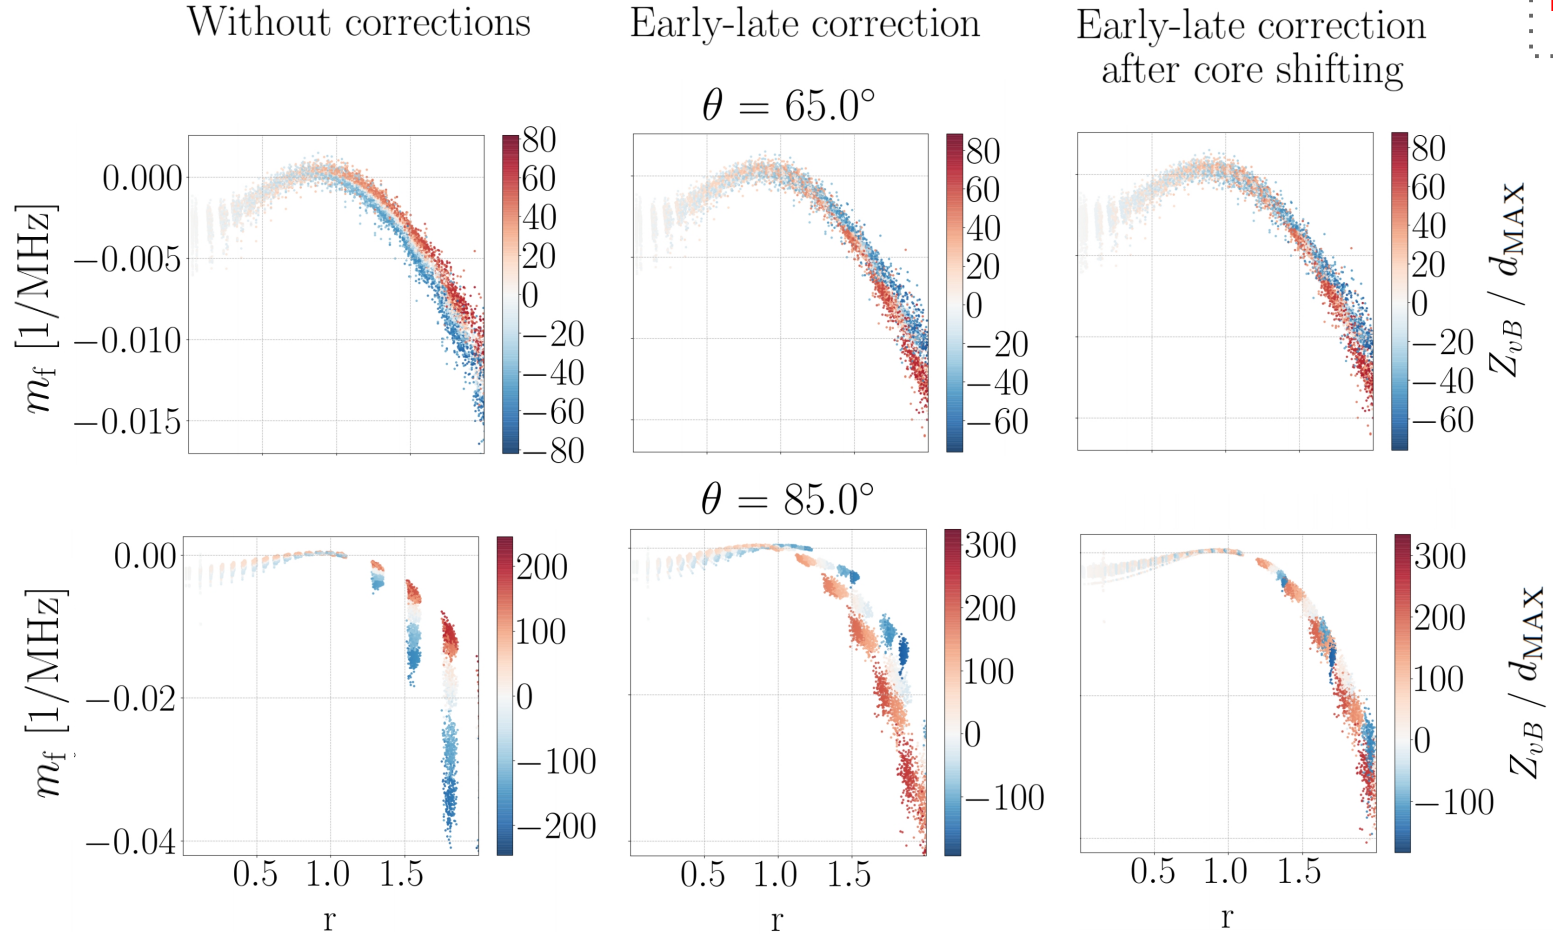 Without corrections
Early-late correction
Early-late correction
after core shifting
θ = 65.0°
m_f [1/MHz]
0.000
−0.005
−0.010
−0.015
80
60
40
20
0
−20
−40
−60
−80
80
60
40
20
0
−20
−40
−60
80
60
40
20
0
−20
−40
−60
Z_vB / d_MAX
θ = 85.0°
m_f [1/MHz]
0.00
−0.02
−0.04
200
100
0
−100
−200
300
200
100
0
−100
300
200
100
0
−100
Z_vB / d_MAX
0.5 1.0 1.5
0.5 1.0 1.5
0.5 1.0 1.5
r
r
r